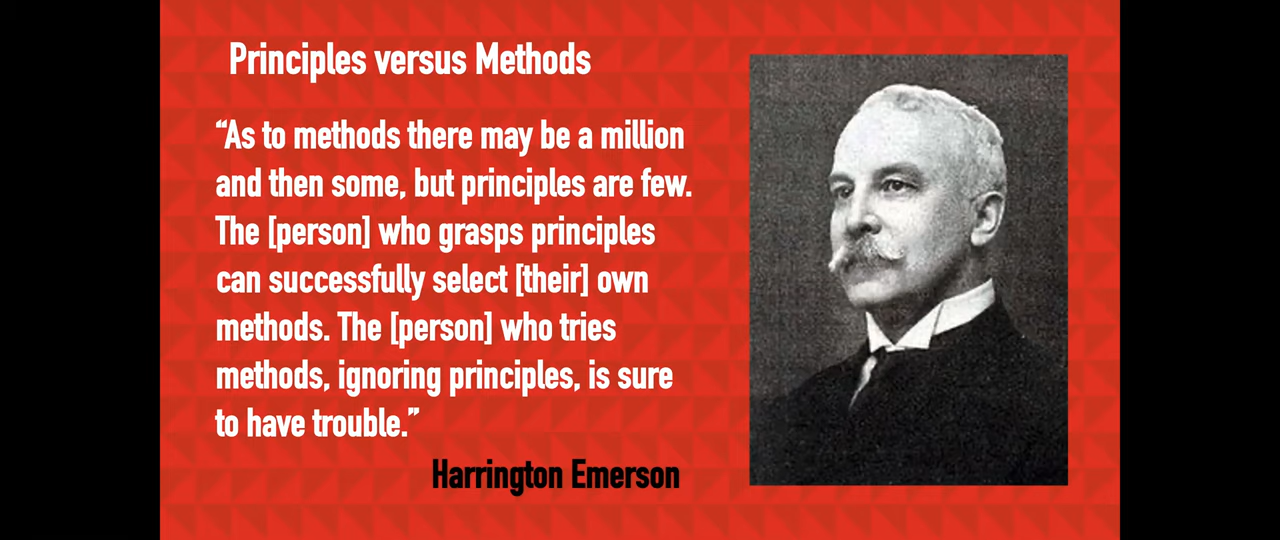 Principles versus Methods
“As to methods there may be a million
and then some, but principles are few.
The [person] who grasps principles
can successfully select [their] own
methods. The [person] who tries
methods, ignoring principles, is sure
to have trouble.”
Harrington Emerson